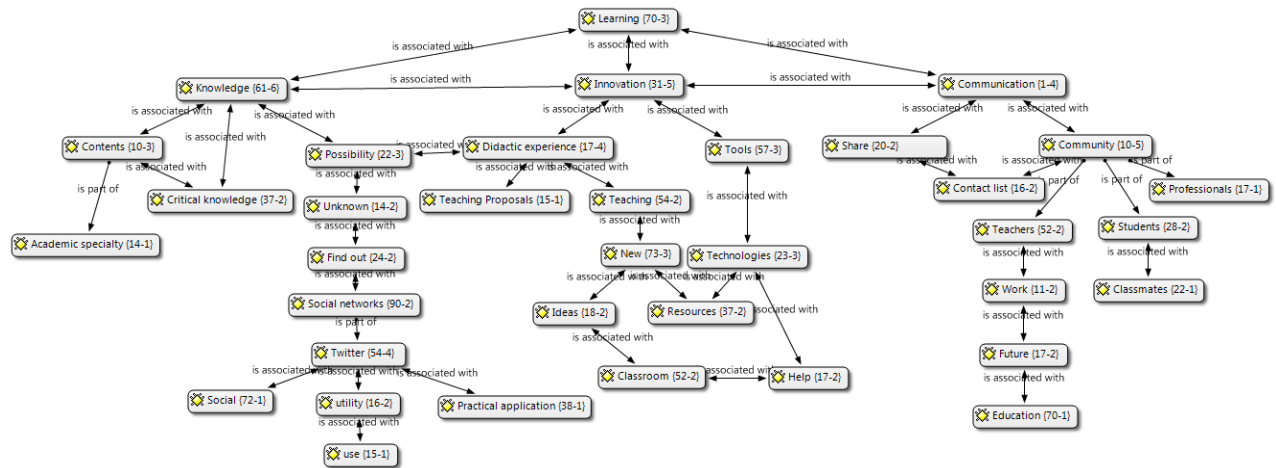 Learning {70-3}
is associated with
is associated with
is associated with
Knowledge {61-6}
is associated with
Innovation {31-5}
is associated with
Communication {1-4}
is associated with
is associated with
is associated with
is associated with
is associated with
is associated with
is associated with
is associated with
Contents {10-3}
Possibility {22-3}
is associated
Didactic experience {17-4}
Tools {57-3}
Share {20-2}
Community {10-5}
is associated with
is associated with
is associated with
is associated with
is part of
is part of
is part of
is part of
Critical knowledge {37-2}
Unknown {14-2}
Teaching Proposals {15-1}
Teaching {54-2}
Contact list {16-2}
Professionals {17-1}
is associated with
is associated with
Academic specialty {14-1}
Find out {24-2}
New {73-3}
Technologies {23-3}
Teachers {52-2}
Students {28-2}
is associated with
is associated with
is associated with
is associated with
is associated with
is associated with
Social networks {90-2}
Ideas {18-2}
Resources {37-2}
associated with
Work {11-2}
Classmates {22-1}
is part of
is associated with
is associated with
Twitter {54-4}
Future {17-2}
is associated with
is associated with
is associated with
Classroom {52-2}
associated with
Help {17-2}
is associated with
Social {72-1}
utility {16-2}
Practical application {38-1}
Education {70-1}
is associated with
use {15-1}